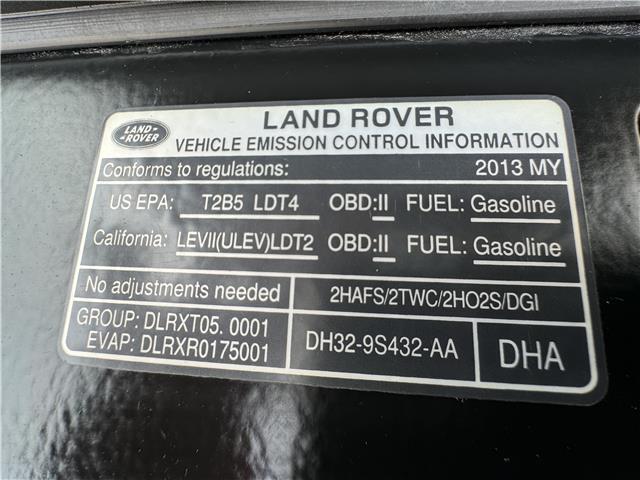 LAND ROVER
LAND ROVER
VEHICLE EMISSION CONTROL INFORMATION
Conforms to regulations: 2013 MY
US EPA: T2B5 LDT4 OBD:II FUEL: Gasoline
California: LEVII(ULEV)LDT2 OBD:II FUEL: Gasoline
No adjustments needed 2HAFS/2TWC/2HO2S/DGI
GROUP: DLRXT05. 0001
EVAP: DLRXR0175001
DH32-9S432-AA
DHA